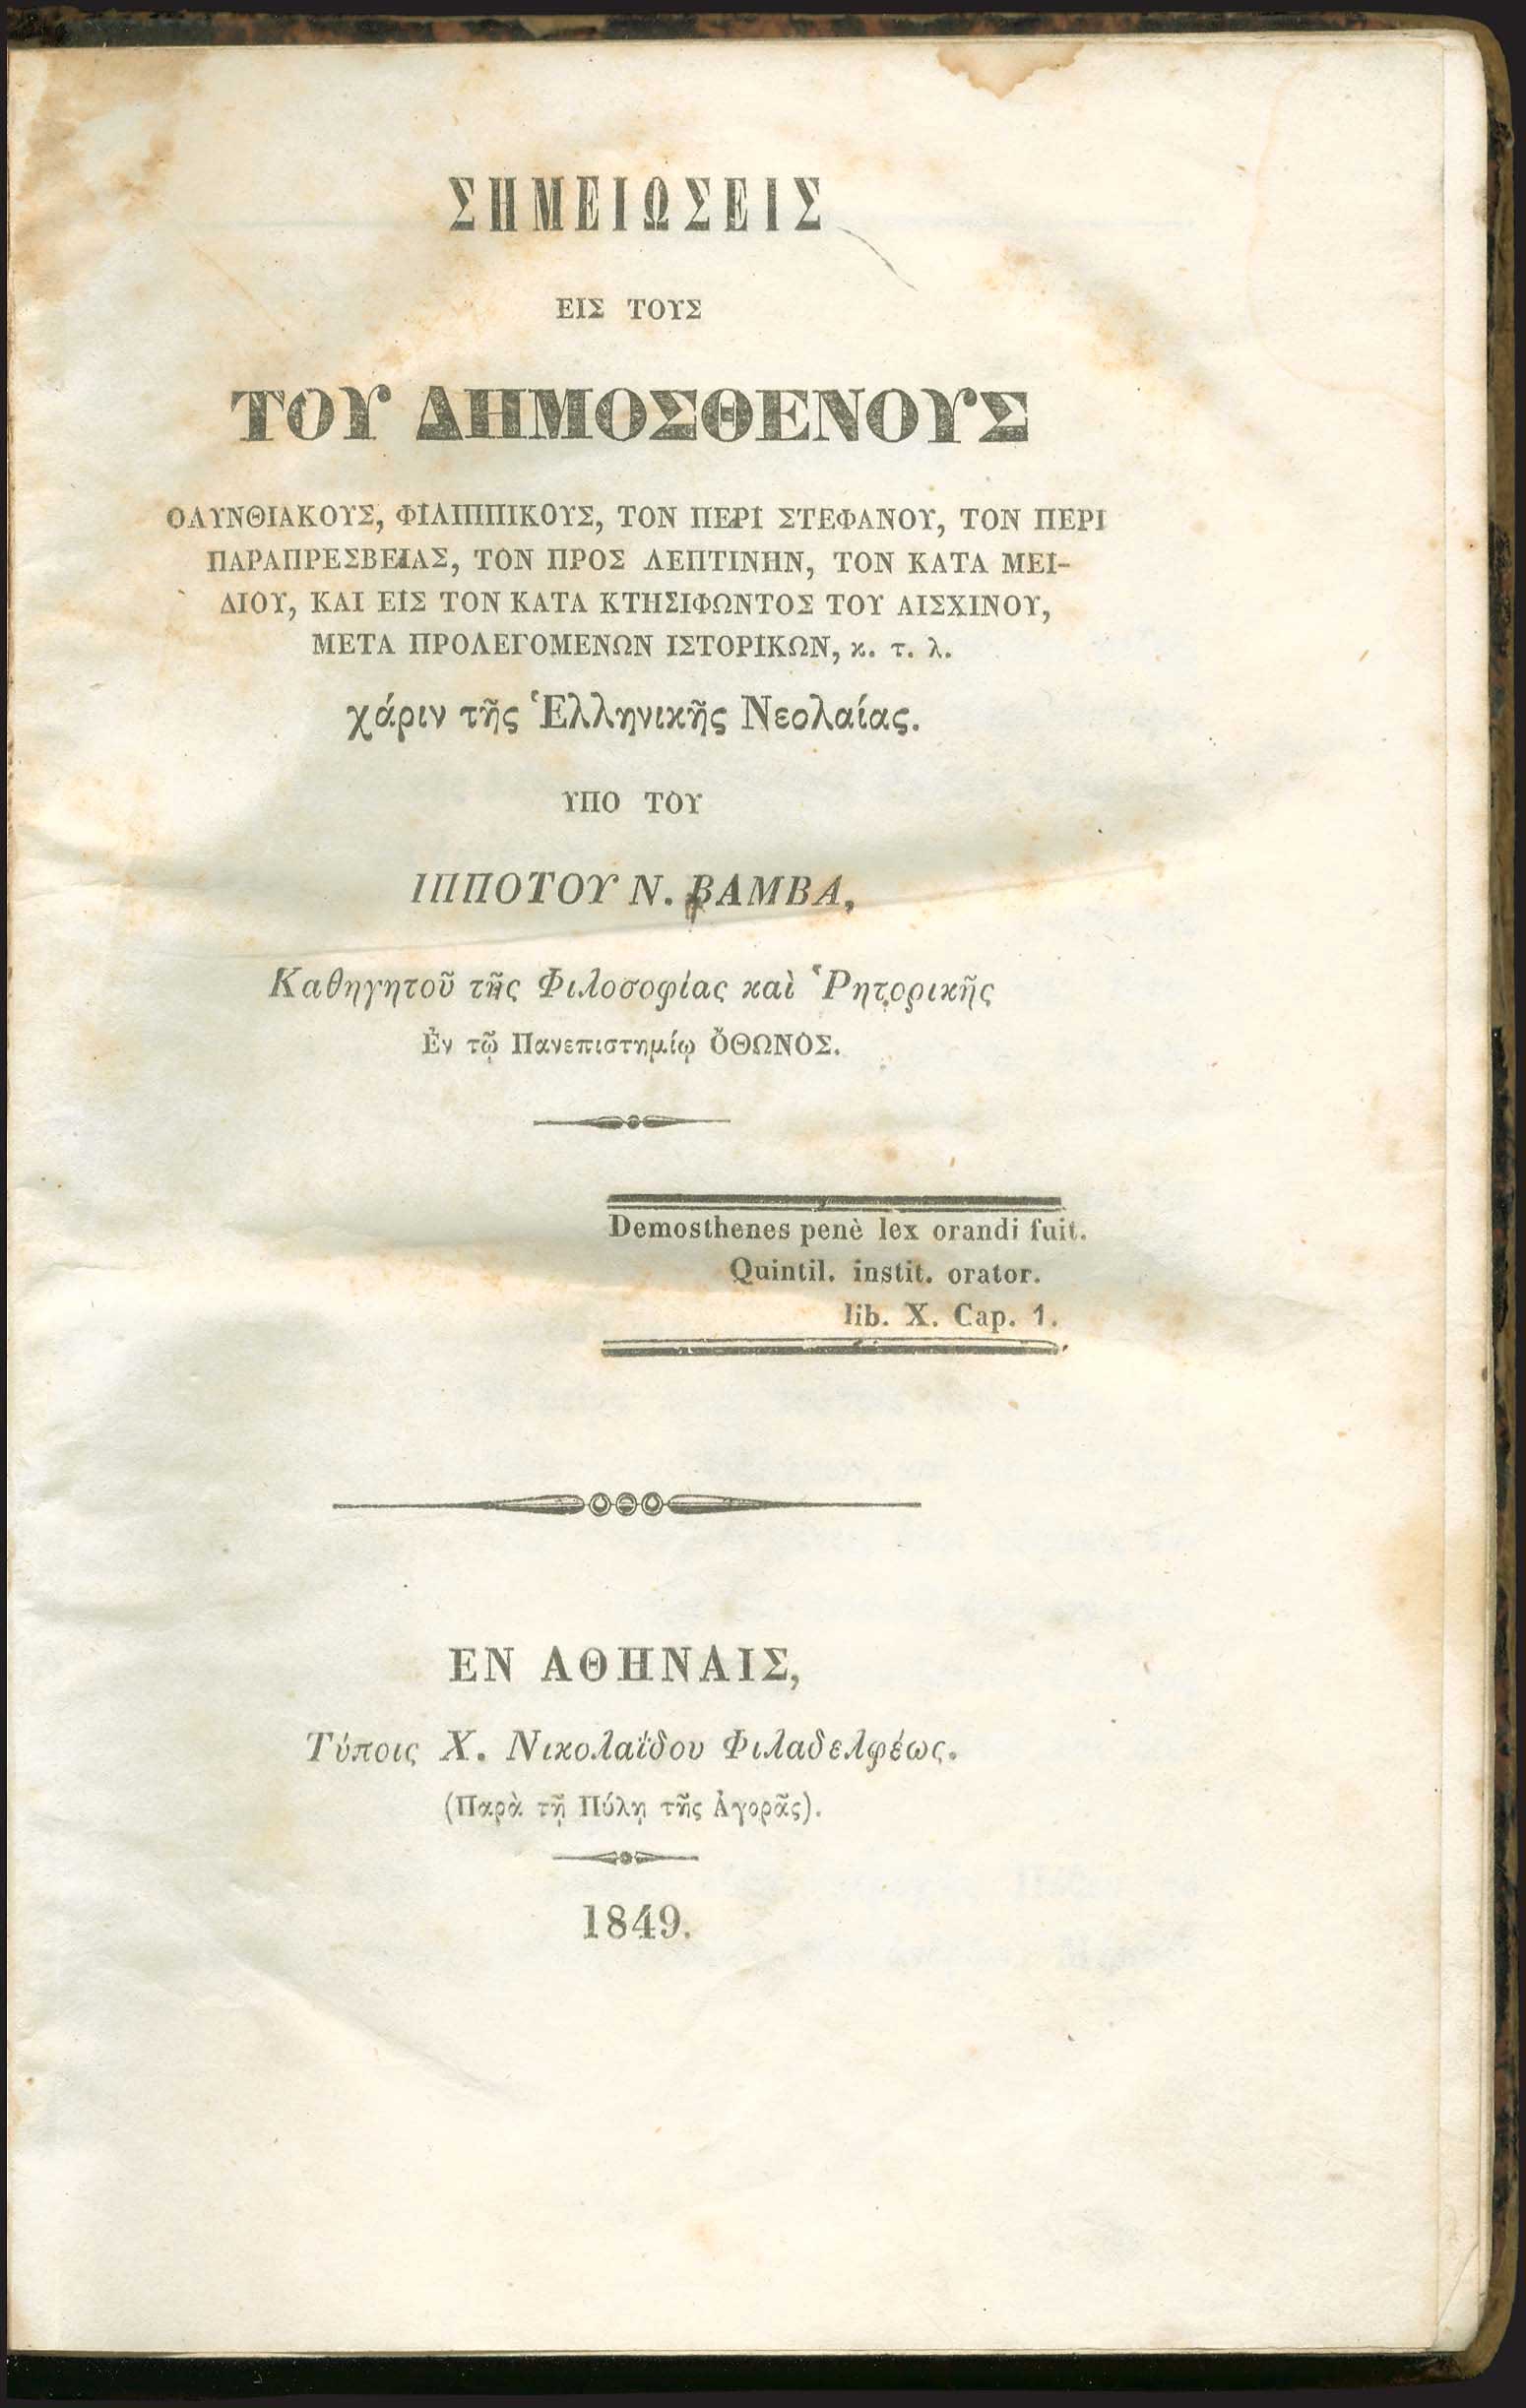 ΣΗΜΕΙΩΣΕΙΣ
ΕΙΣ ΤΟΥΣ
ΤΟΥ ΔΗΜΟΣΘΕΝΟΥΣ
ΟΛΥΝΘΙΑΚΟΥΣ, ΦΙΛΙΠΠΙΚΟΥΣ, ΤΟΝ ΠΕΡΙ ΣΤΕΦΑΝΟΥ, ΤΟΝ ΠΕΡΙ
ΠΑΡΑΠΡΕΣΒΕΙΑΣ, ΤΟΝ ΠΡΟΣ ΛΕΠΤΙΝΗΝ, ΤΟΝ ΚΑΤΑ ΜΕΙ-
ΔΙΟΥ, ΚΑΙ ΕΙΣ ΤΟΝ ΚΑΤΑ ΚΤΗΣΙΦΩΝΤΟΣ ΤΟΥ ΑΙΣΧΙΝΟΥ,
ΜΕΤΑ ΠΡΟΛΕΓΟΜΕΝΩΝ ΙΣΤΟΡΙΚΩΝ, κ. τ. λ.
χάριν τῆς Ἑλληνικῆς Νεολαίας.
ΥΠΟ ΤΟΥ
ΙΠΠΟΤΟΥ Ν. ΒΑΜΒΑ,
Καθηγητοῦ τῆς Φιλοσοφίας καὶ Ῥητορικῆς
Ἐν τῷ Πανεπιστημίῳ ὌΘΩΝΟΣ.
Demosthenes penè lex orandi fuit.
Quintil. instit. orator.
lib. X. Cap. 1.
ΕΝ ΑΘΗΝΑΙΣ,
Τύποις Χ. Νικολαΐδου Φιλαδελφέως.
(Παρὰ τῇ Πύλῃ τῆς Ἀγορᾶς).
1849.